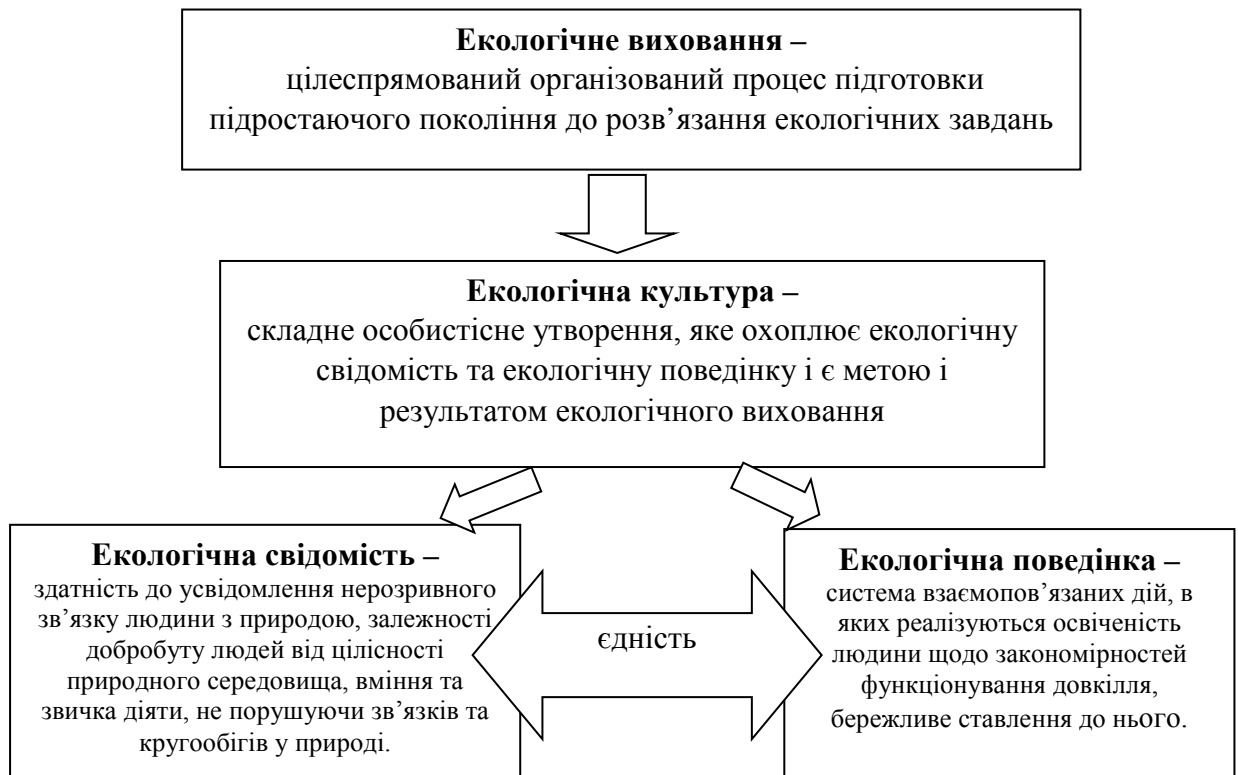 Екологічне виховання –
цілеспрямований організований процес підготовки
підростаючого покоління до розв’язання екологічних завдань
Екологічна культура –
складне особистісне утворення, яке охоплює екологічну
свідомість та екологічну поведінку і є метою і
результатом екологічного виховання
Екологічна свідомість –
здатність до усвідомлення нерозривного
зв’язку людини з природою, залежності
добробуту людей від цілісності
природного середовища, вміння та
звичка діяти, не порушуючи зв’язків та
кругообігів у природі.
єдність
Екологічна поведінка –
система взаємопов’язаних дій, в
яких реалізуються освіченість
людини щодо закономірностей
функціонування довкілля,
бережливе ставлення до нього.